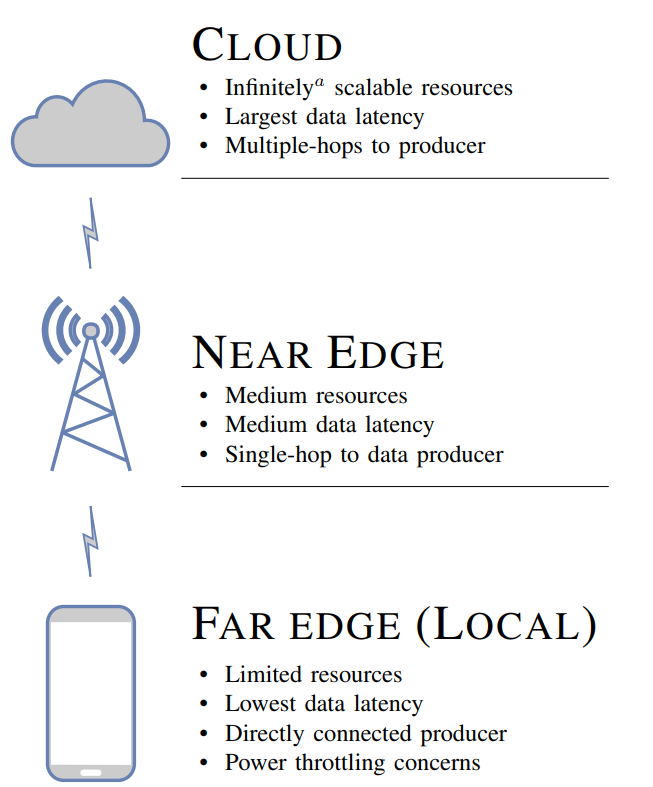 CLOUD
• Infinitelyᵃ scalable resources
• Largest data latency
• Multiple-hops to producer
NEAR EDGE
• Medium resources
• Medium data latency
• Single-hop to data producer
FAR EDGE (LOCAL)
• Limited resources
• Lowest data latency
• Directly connected producer
• Power throttling concerns